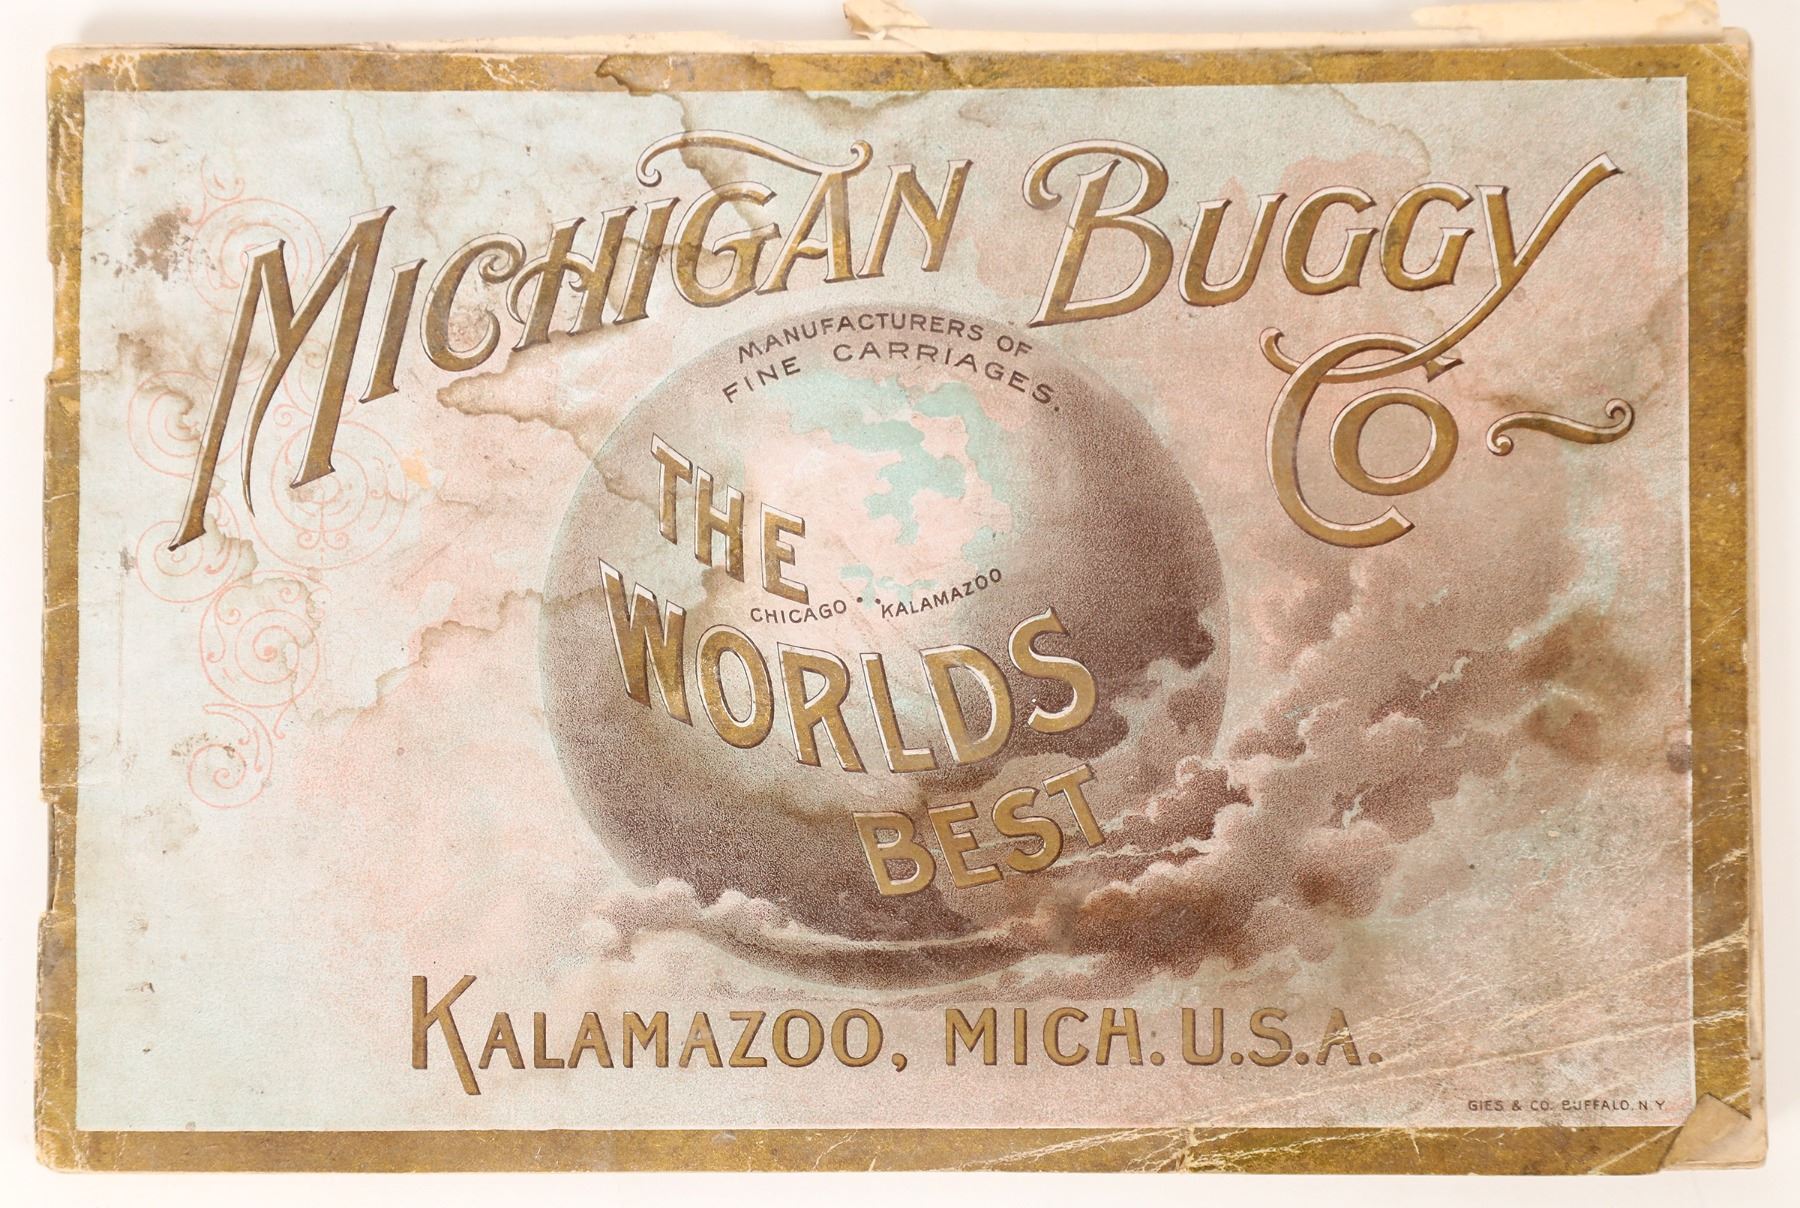 MICHIGAN BUGGY
CO
MANUFACTURERS OF
FINE CARRIAGES.
THE
CHICAGO • • KALAMAZOO
WORLDS
BEST
KALAMAZOO, MICH. U.S.A.
GIES & CO. BUFFALO, N.Y.